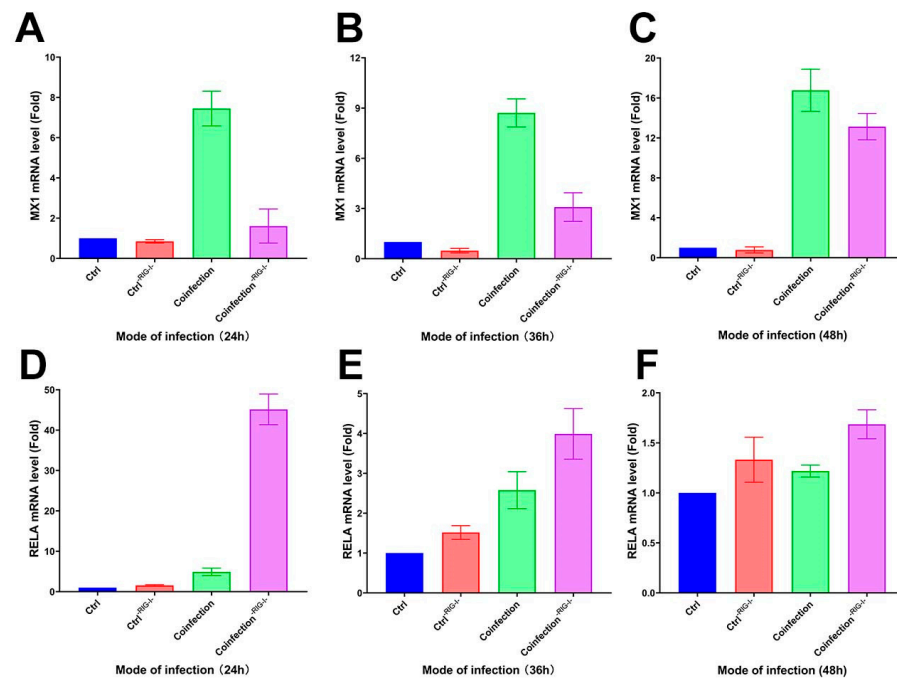 A
B
C
MX1 mRNA level (Fold)
10
8
6
4
2
0
Ctrl
Ctrl-RIG-I-
Coinfection
Coinfection-RIG-I-
Mode of infection (24h)
MX1 mRNA level (Fold)
12
9
6
3
0
Ctrl
Ctrl-RIG-I-
Coinfection
Coinfection-RIG-I-
Mode of infection (36h)
MX1 mRNA level (Fold)
20
16
12
8
4
0
Ctrl
Ctrl-RIG-I-
Coinfection
Coinfection-RIG-I-
Mode of infection (48h)
D
E
F
RELA mRNA level (Fold)
50
40
30
20
10
0
Ctrl
Ctrl-RIG-I-
Coinfection
Coinfection-RIG-I-
Mode of infection (24h)
RELA mRNA level (Fold)
5
4
3
2
1
0
Ctrl
Ctrl-RIG-I-
Coinfection
Coinfection-RIG-I-
Mode of infection (36h)
RELA mRNA level (Fold)
2.0
1.5
1.0
0.5
0.0
Ctrl
Ctrl-RIG-I-
Coinfection
Coinfection-RIG-I-
Mode of infection (48h)